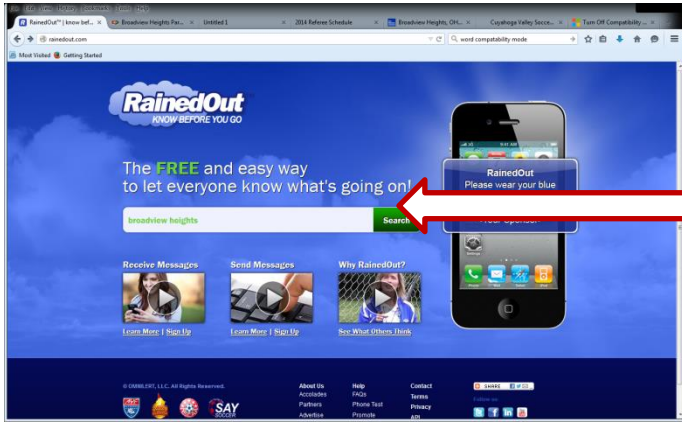 RainedOut™ | know bef...
Broadview Heights Par...
Untitled 1
2014 Referee Schedule
Broadview Heights, OH...
Cuyahoga Valley Socce...
Turn Off Compatibility ...
rainedout.com
word compatability mode
Most Visited
Getting Started
RainedOut
KNOW BEFORE YOU GO
The FREE and easy way
to let everyone know what's going on!
broadview heights
Search
9:41 AM
RainedOut
Please wear your blue
Receive Messages
Send Messages
Why RainedOut?
Learn More | Sign Up
Learn More | Sign Up
See What Others Think
© OMNILERT, LLC. All Rights Reserved.
SAY
SOCCER
About Us
Accolades
Partners
Advertise
Help
FAQs
Phone Test
Promote
Contact
Terms
Privacy
API
SHARE
Follow us